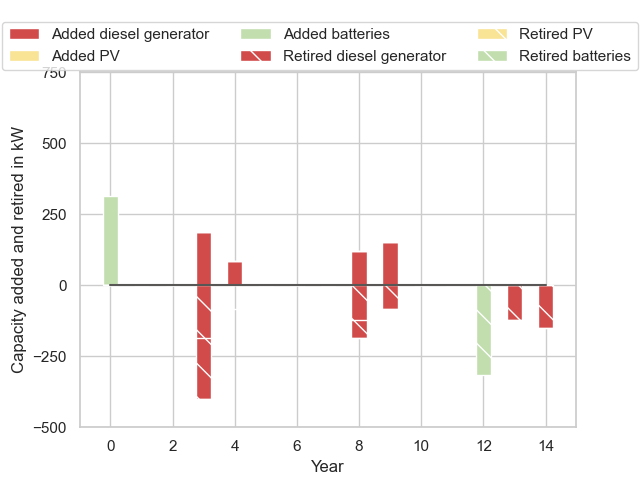 Added diesel generator
Added PV
Added batteries
Retired diesel generator
Retired PV
Retired batteries
750
500
250
0
−250
−500
Capacity added and retired in kW
0 2 4 6 8 10 12 14
Year